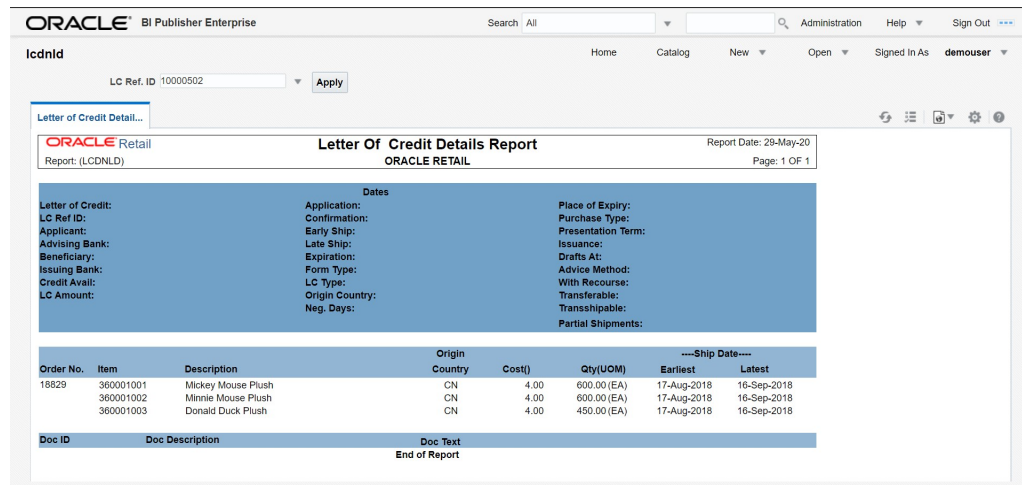 ORACLE BI Publisher Enterprise Search All Administration Help Sign Out
lcdnld Home Catalog New Open Signed In As demouser
LC Ref. ID 10000502 Apply
Letter of Credit Detail...
ORACLE Retail Letter Of Credit Details Report Report Date: 29-May-20
Report: (LCDNLD) ORACLE RETAIL Page: 1 OF 1
Dates
Letter of Credit: Application: Place of Expiry:
LC Ref ID: Confirmation: Purchase Type:
Applicant: Early Ship: Presentation Term:
Advising Bank: Late Ship: Issuance:
Beneficiary: Expiration: Drafts At:
Issuing Bank: Form Type: Advice Method:
Credit Avail: LC Type: With Recourse:
LC Amount: Origin Country: Transferable:
Neg. Days: Transshipable:
Partial Shipments:
Origin ----Ship Date----
Order No. Item Description Country Cost() Qty(UOM) Earliest Latest
18829 360001001 Mickey Mouse Plush CN 4.00 600.00 (EA) 17-Aug-2018 16-Sep-2018
360001002 Minnie Mouse Plush CN 4.00 600.00 (EA) 17-Aug-2018 16-Sep-2018
360001003 Donald Duck Plush CN 4.00 450.00 (EA) 17-Aug-2018 16-Sep-2018
Doc ID Doc Description Doc Text
End of Report